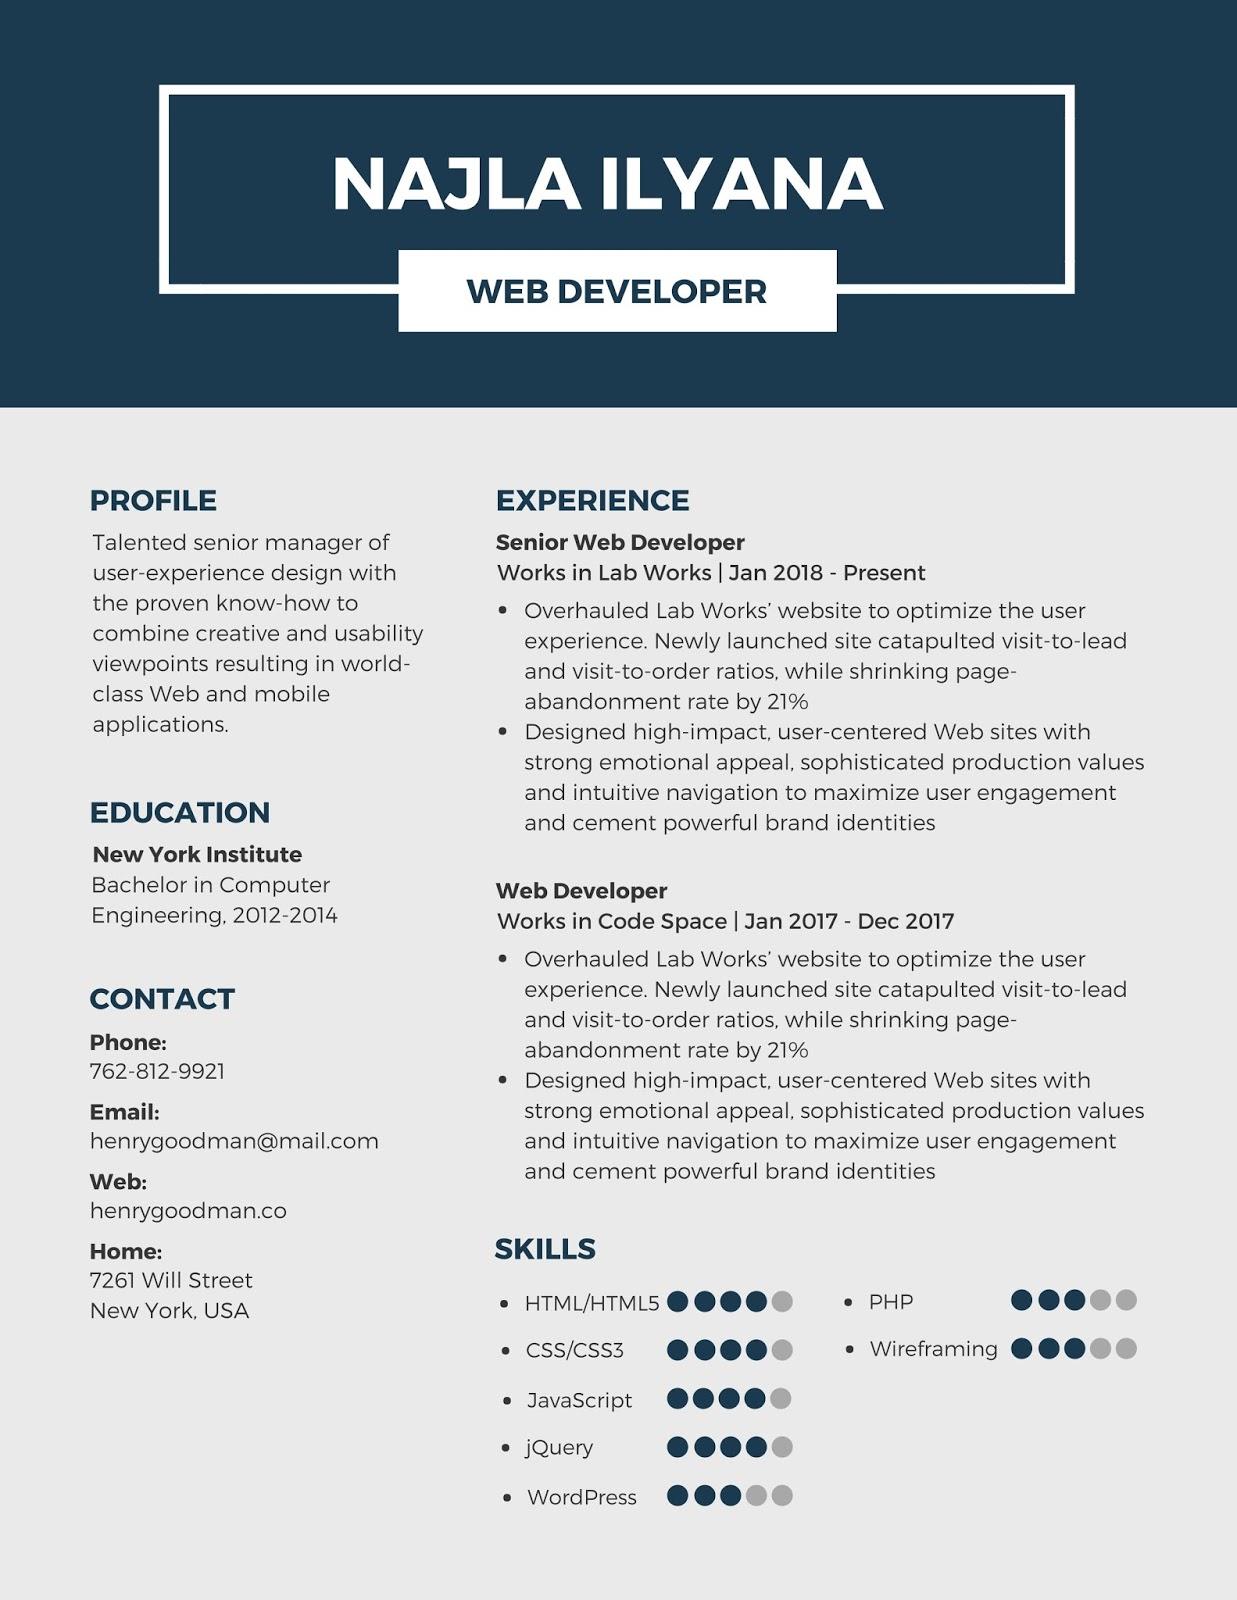 NAJLA ILYANA
WEB DEVELOPER
PROFILE
Talented senior manager of
user-experience design with
the proven know-how to
combine creative and usability
viewpoints resulting in world-
class Web and mobile
applications.
EDUCATION
New York Institute
Bachelor in Computer
Engineering, 2012-2014
CONTACT
Phone:
762-812-9921
Email:
henrygoodman@mail.com
Web:
henrygoodman.co
Home:
7261 Will Street
New York, USA
EXPERIENCE
Senior Web Developer
Works in Lab Works | Jan 2018 - Present
• Overhauled Lab Works’ website to optimize the user
experience. Newly launched site catapulted visit-to-lead
and visit-to-order ratios, while shrinking page-
abandonment rate by 21%
• Designed high-impact, user-centered Web sites with
strong emotional appeal, sophisticated production values
and intuitive navigation to maximize user engagement
and cement powerful brand identities
Web Developer
Works in Code Space | Jan 2017 - Dec 2017
• Overhauled Lab Works’ website to optimize the user
experience. Newly launched site catapulted visit-to-lead
and visit-to-order ratios, while shrinking page-
abandonment rate by 21%
• Designed high-impact, user-centered Web sites with
strong emotional appeal, sophisticated production values
and intuitive navigation to maximize user engagement
and cement powerful brand identities
SKILLS
• HTML/HTML5
• CSS/CSS3
• JavaScript
• jQuery
• WordPress
• PHP
• Wireframing